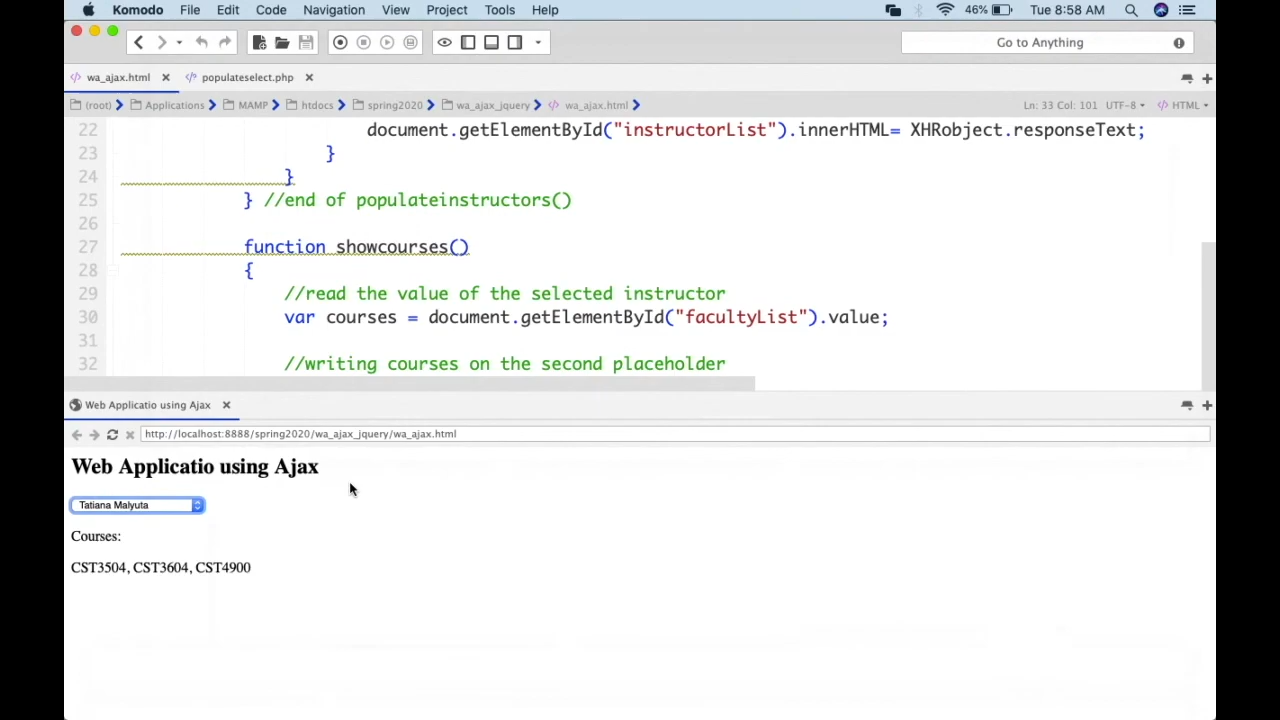 Komodo File Edit Code Navigation View Project Tools Help 46% Tue 8:58 AM
Go to Anything
wa_ajax.html populateselect.php
(root) Applications MAMP htdocs spring2020 wa_ajax_jquery wa_ajax.html Ln: 33 Col: 101 UTF-8 HTML
22 document.getElementById("instructorList").innerHTML= XHRobject.responseText;
23 }
24 }
25 } //end of populateinstructors()
26
27 function showcourses()
28 {
29 //read the value of the selected instructor
30 var courses = document.getElementById("facultyList").value;
31
32 //writing courses on the second placeholder
Web Applicatio using Ajax
http://localhost:8888/spring2020/wa_ajax_jquery/wa_ajax.html
Web Applicatio using Ajax
Tatiana Malyuta
Courses:
CST3504, CST3604, CST4900